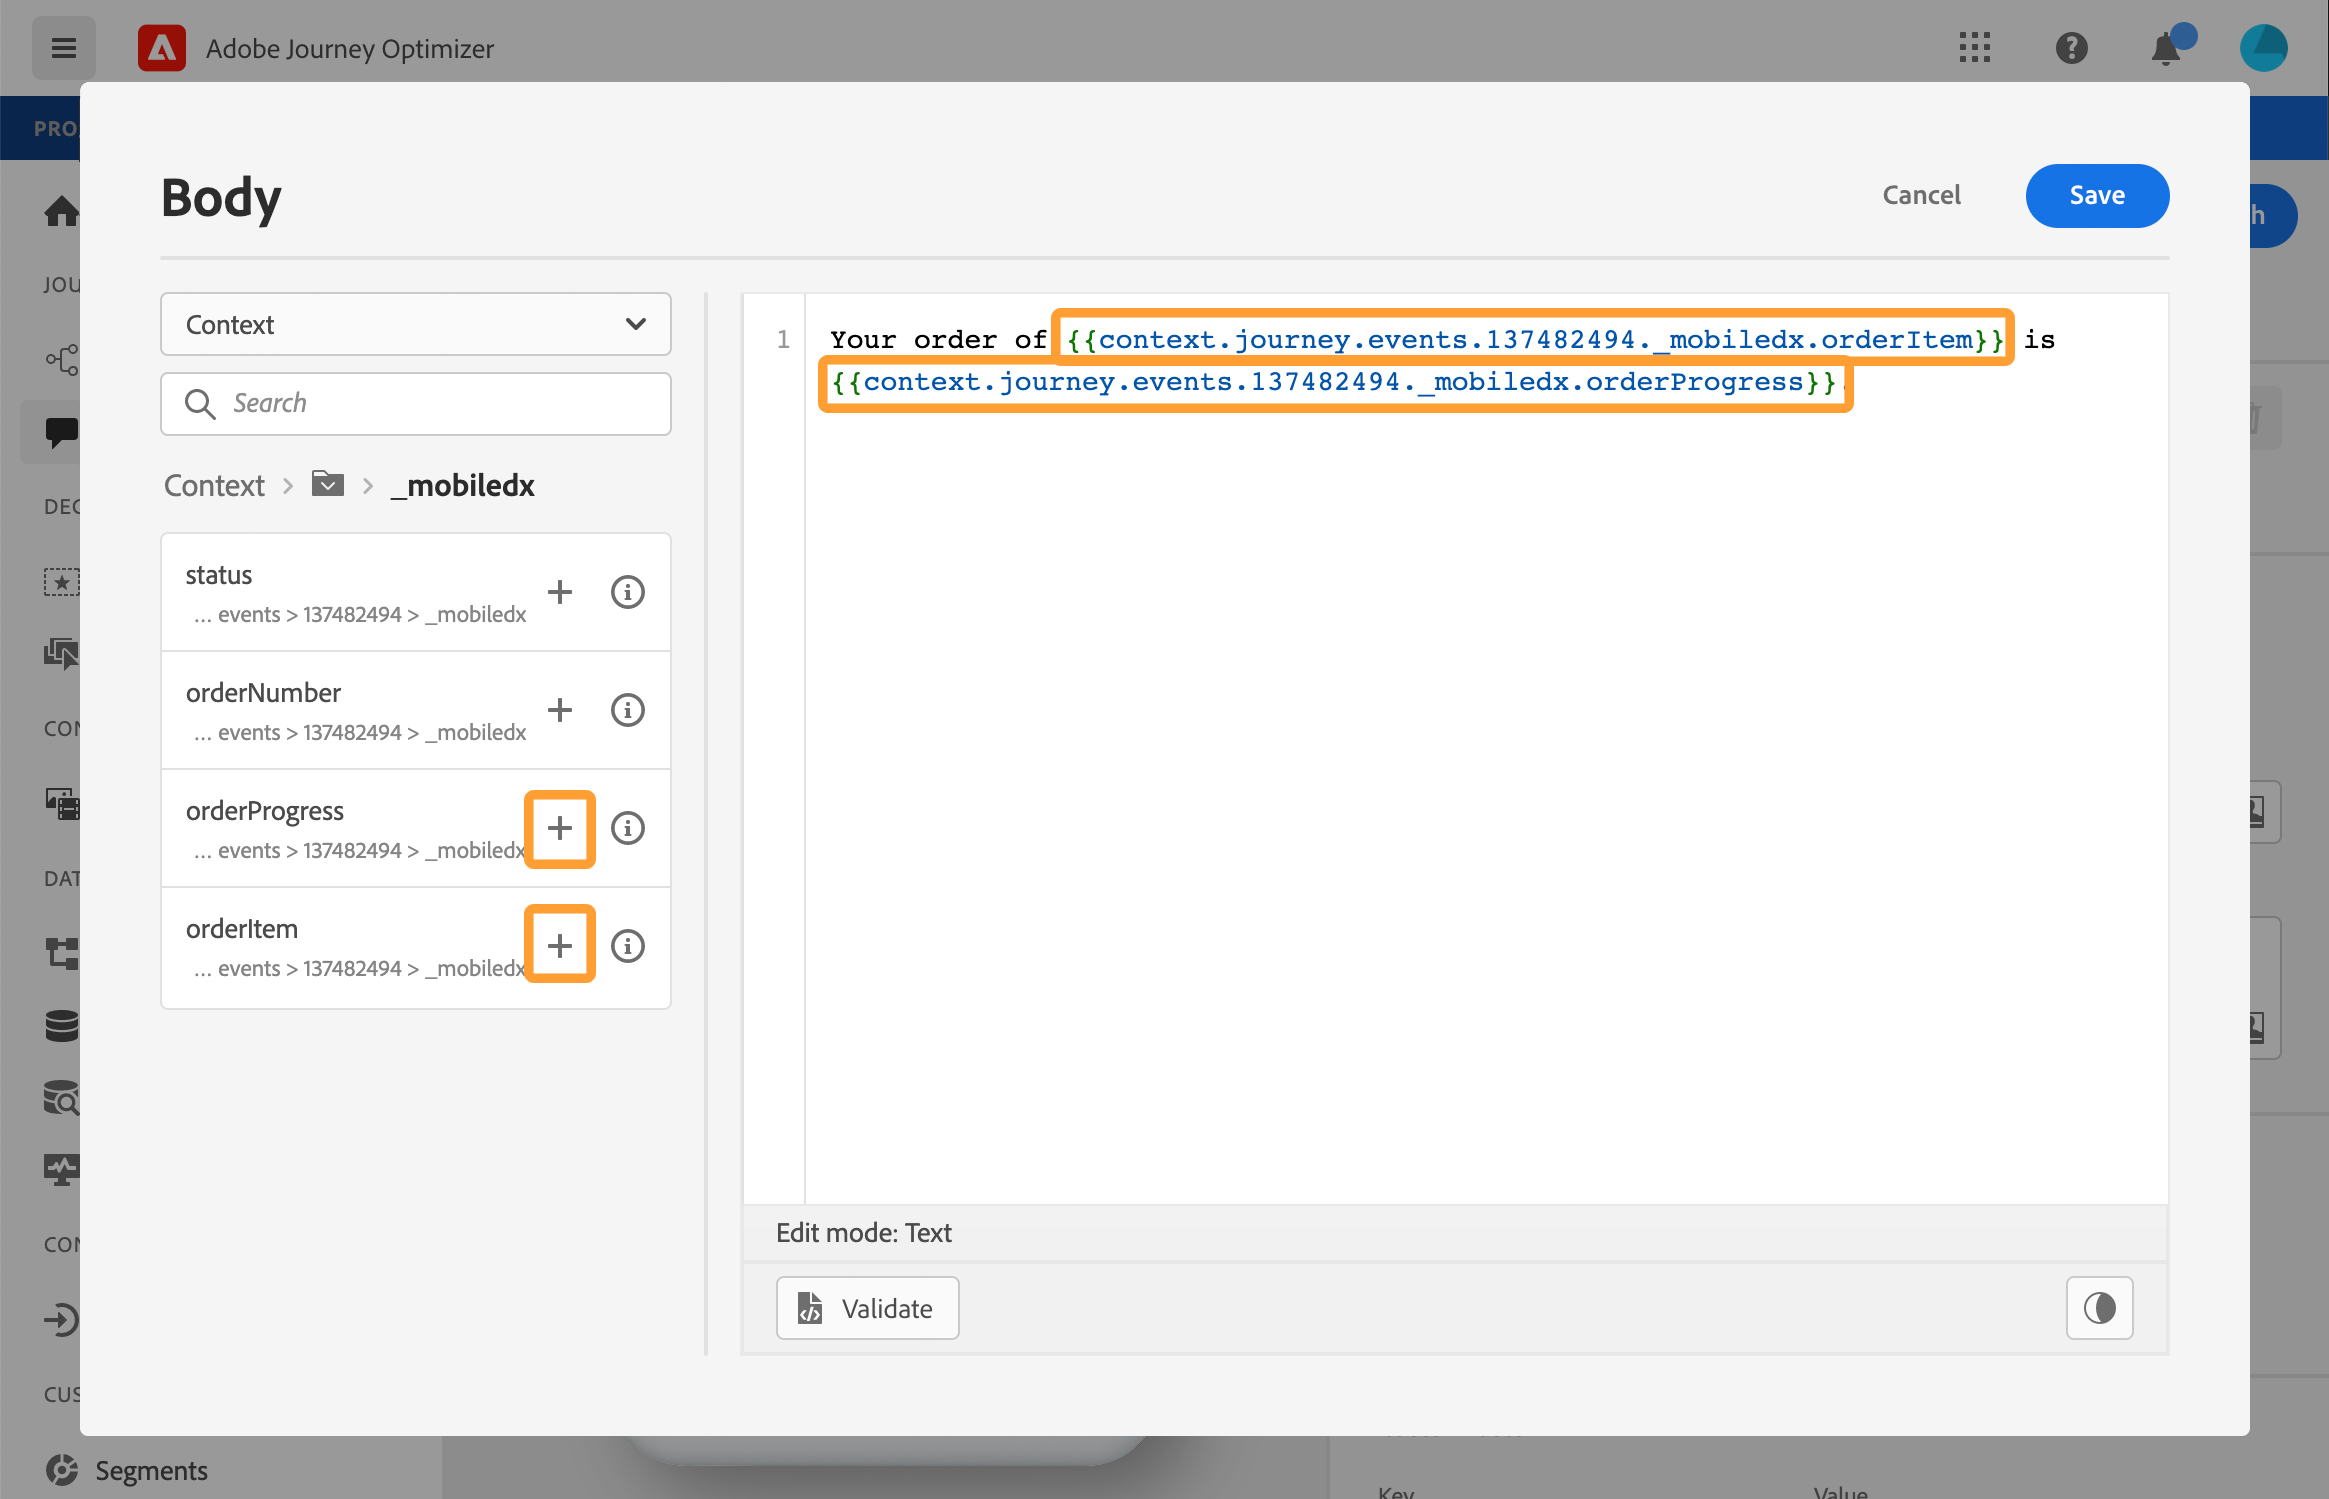 Adobe Journey Optimizer
PRO
Body
Cancel
Save
h
JOU
Context
Search
Context > > _mobiledx
DEC
status
... events > 137482494 > _mobiledx
orderNumber
... events > 137482494 > _mobiledx
CON
orderProgress
... events > 137482494 > _mobiledx
DAT
orderItem
... events > 137482494 > _mobiledx
1 Your order of {{context.journey.events.137482494._mobiledx.orderItem}} is
{{context.journey.events.137482494._mobiledx.orderProgress}}.
Edit mode: Text
Validate
CON
CUS
Segments
Key Value